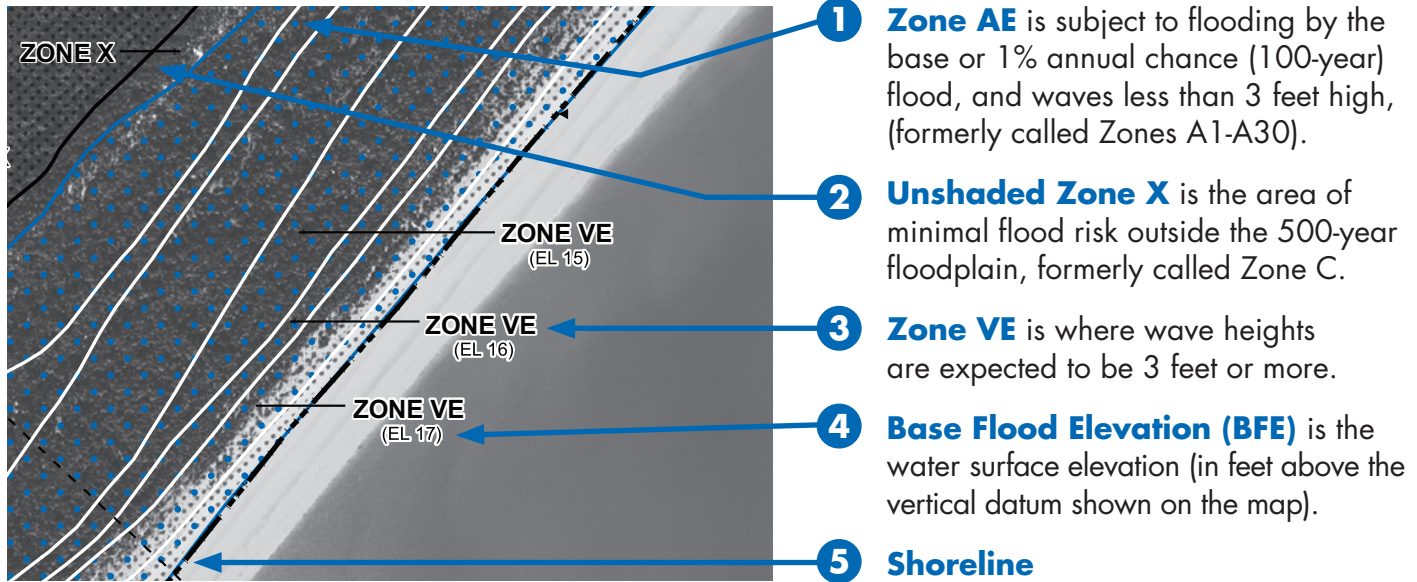 ZONE X
ZONE VE
(EL 15)
ZONE VE
(EL 16)
ZONE VE
(EL 17)
1 Zone AE is subject to flooding by the
base or 1% annual chance (100-year)
flood, and waves less than 3 feet high,
(formerly called Zones A1-A30).
2 Unshaded Zone X is the area of
minimal flood risk outside the 500-year
floodplain, formerly called Zone C.
3 Zone VE is where wave heights
are expected to be 3 feet or more.
4 Base Flood Elevation (BFE) is the
water surface elevation (in feet above the
vertical datum shown on the map).
5 Shoreline